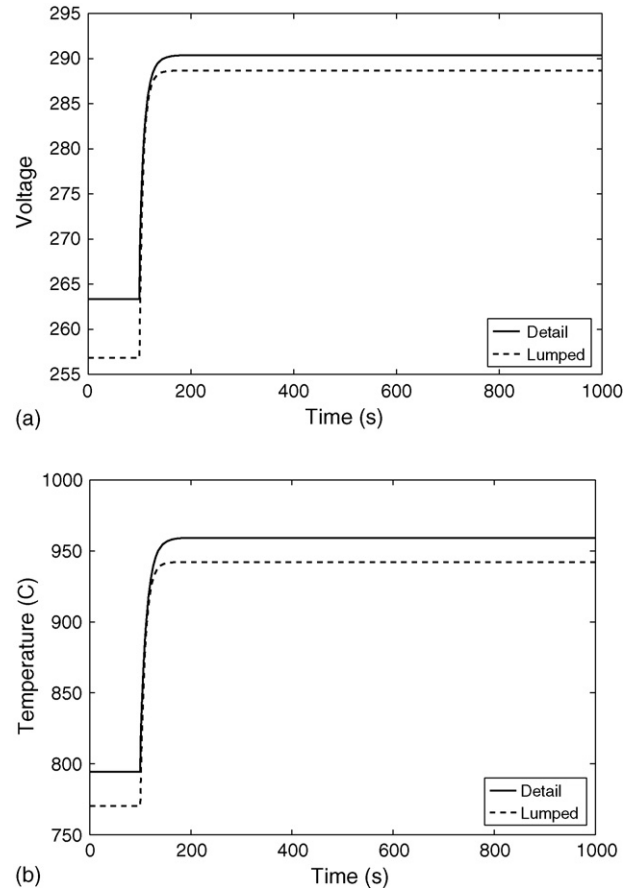 295
290
285
280
275
270
265
260
255
Voltage
Detail
Lumped
0 200 400 600 800 1000
Time (s)
(a)
1000
950
900
850
800
750
Temperature (C)
Detail
Lumped
0 200 400 600 800 1000
Time (s)
(b)